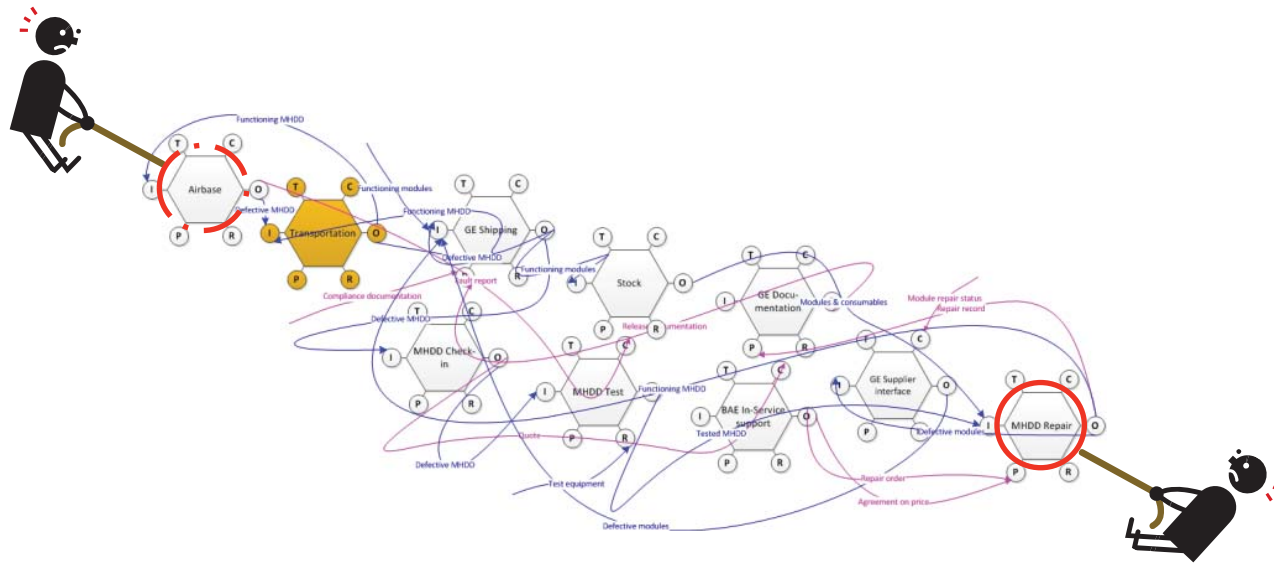 Functioning MHDD
T
C
I
Airbase
O
P
R
Defective MHDD
T
C
I
Transportation
O
P
R
Functioning modules
T
C
I
GE Shipping
O
R
Functioning MHDD
Defective MHDD
Functioning modules
Fault report
Compliance documentation
T
C
I
Stock
O
P
R
T
C
I
GE Docu-
mentation
P
R
Modules & consumables
Module repair status
Repair record
Defective MHDD
T
C
I
MHDD Check-
in
O
P
R
T
C
I
MHDD Test
P
R
Functioning MHDD
T
C
I
BAE In-Service
support
O
P
R
Tested MHDD
T
C
GE Supplier
interface
O
P
Defective modules
T
C
I
MHDD Repair
O
P
R
Quote
Defective MHDD
Test equipment
Repair order
Agreement on price
Defective modules